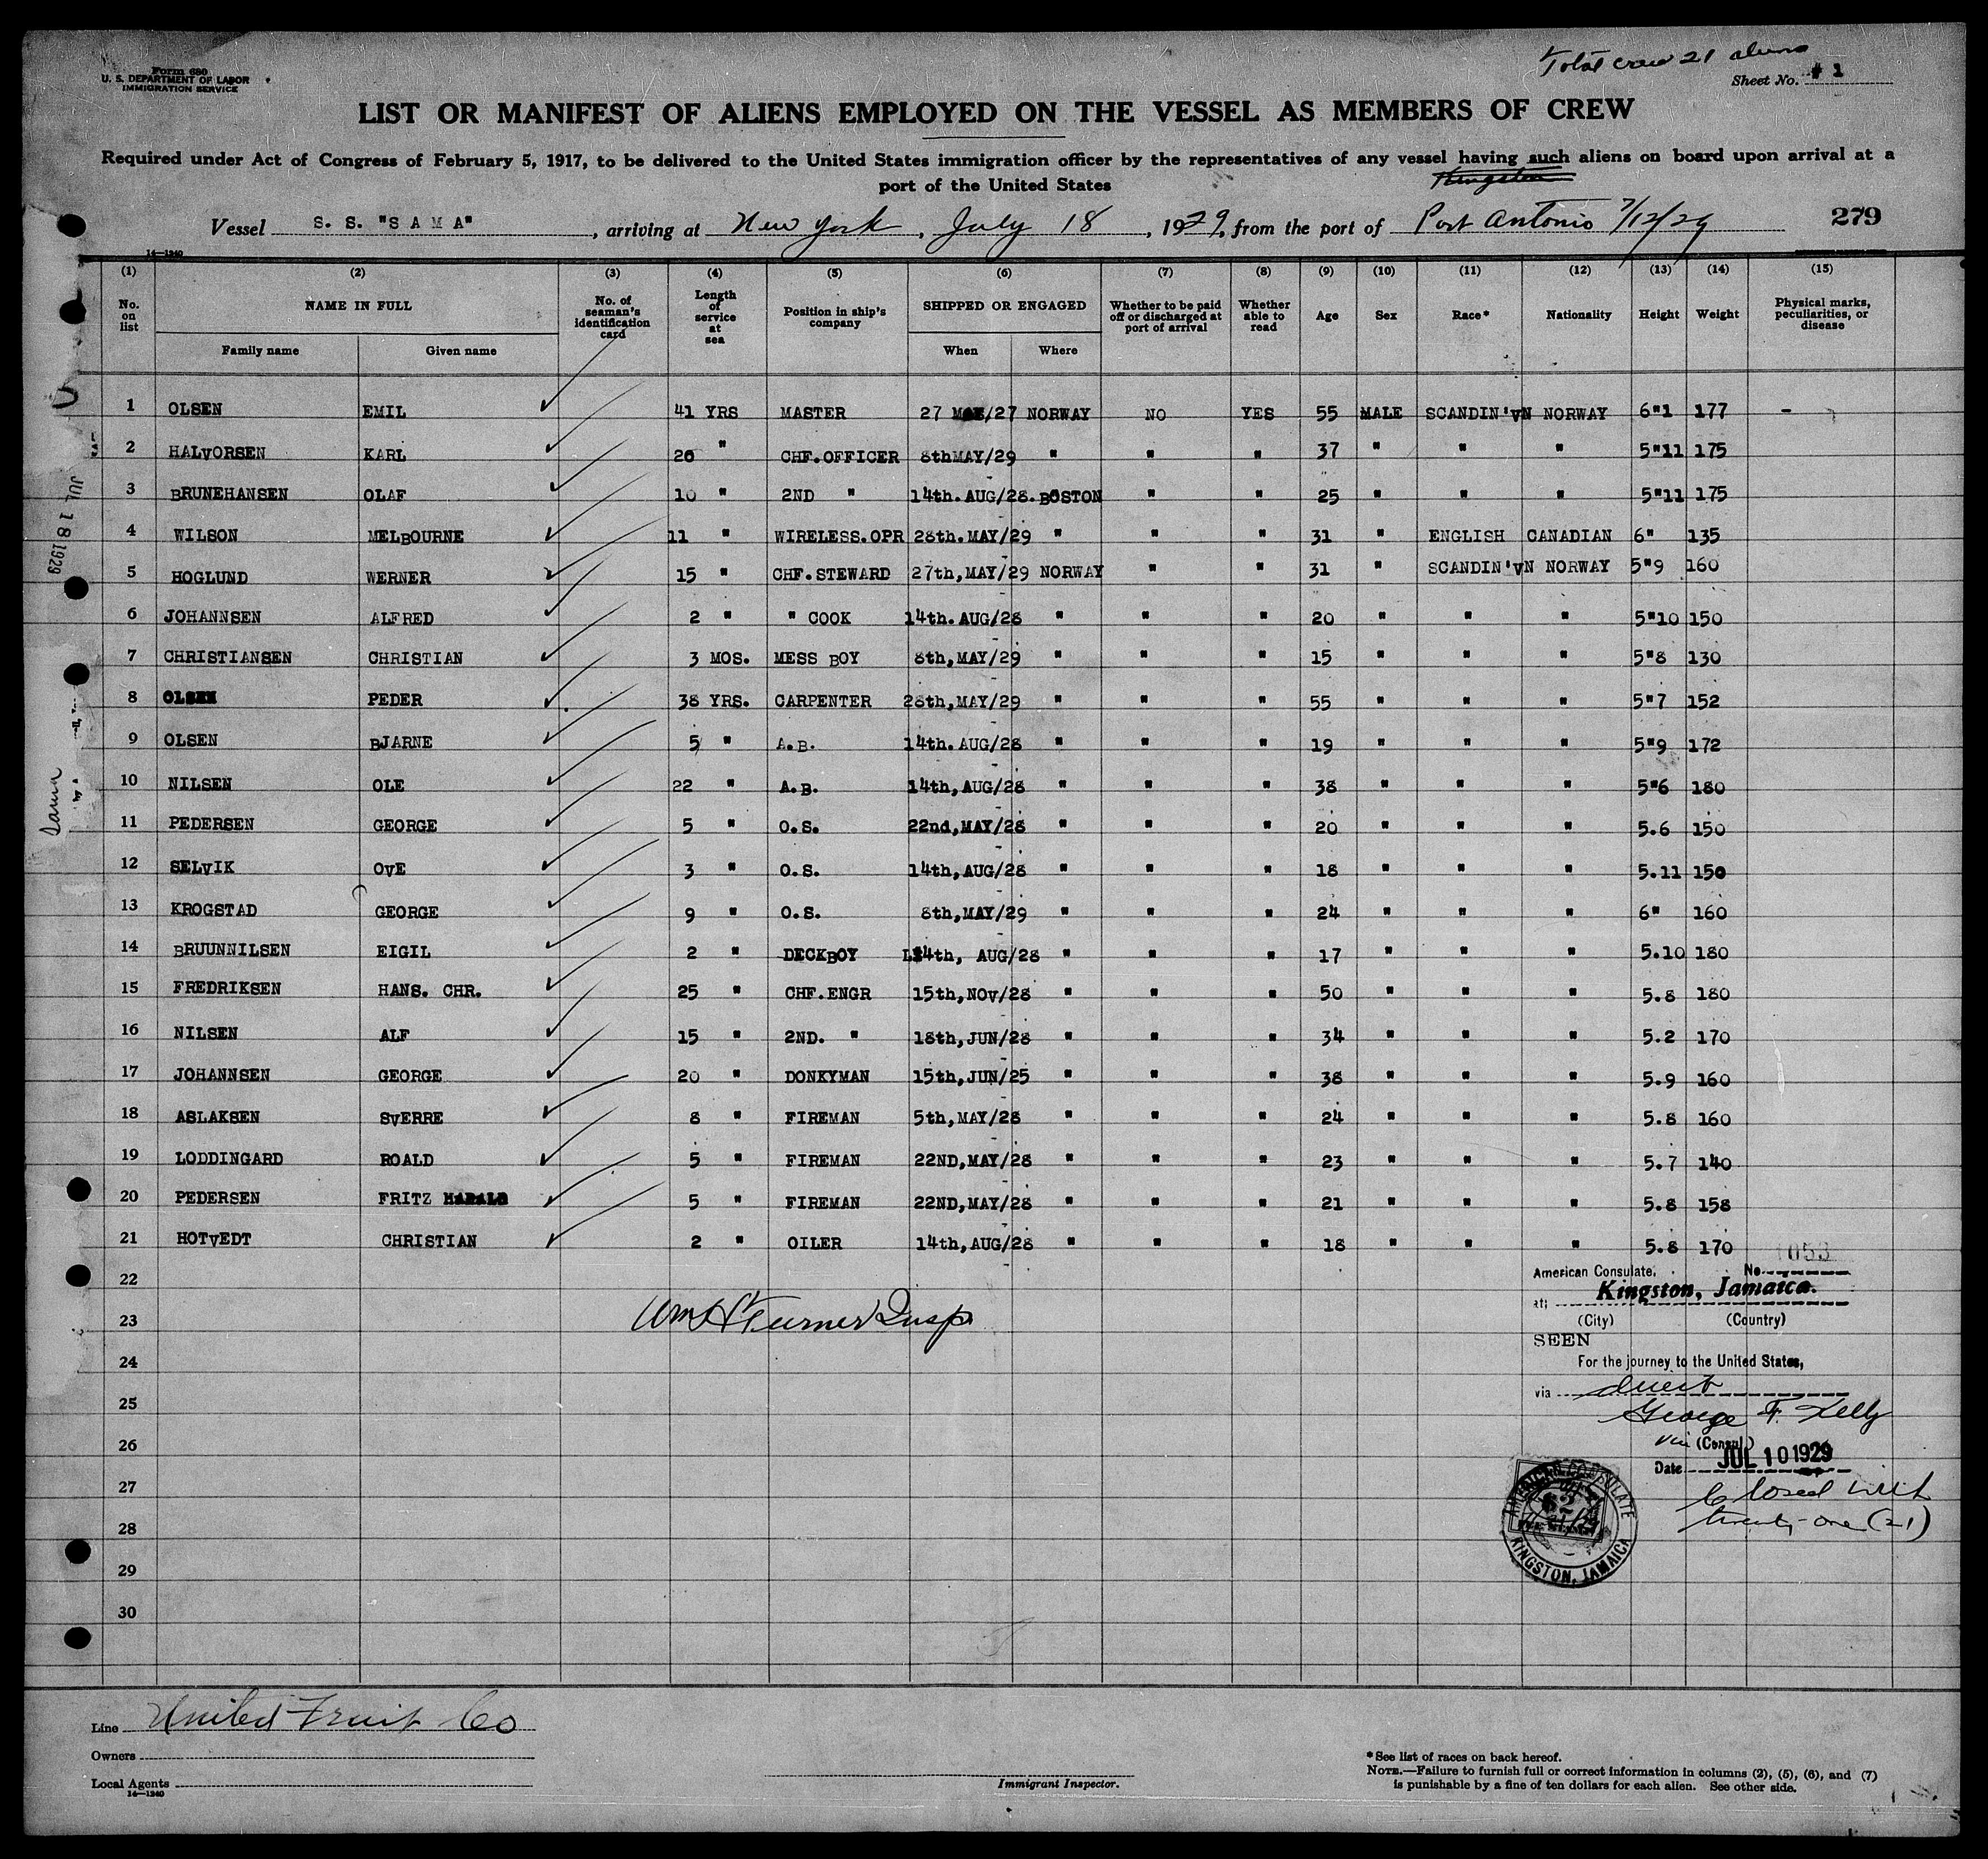 Form 680
U. S. DEPARTMENT OF LABOR
IMMIGRATION SERVICE
Total crew 21 aliens
Sheet No. # 1
LIST OR MANIFEST OF ALIENS EMPLOYED ON THE VESSEL AS MEMBERS OF CREW
Required under Act of Congress of February 5, 1917, to be delivered to the United States immigration officer by the representatives of any vessel having such aliens on board upon arrival at a
port of the United States
Kingston
Vessel S. S. "SAMA", arriving at New York, July 18, 1929, from the port of Port Antonio 7/12/29
279
14—1240
(1) (2) (3) (4) (5) (6) (7) (8) (9) (10) (11) (12) (13) (14) (15)
No. on list NAME IN FULL No. of seaman's identification card Length of service at sea Position in ship's company SHIPPED OR ENGAGED Whether to be paid off or discharged at port of arrival Whether able to read Age Sex Race* Nationality Height Weight Physical marks, peculiarities, or disease
Family name Given name When Where
1 OLSEN EMIL 41 YRS MASTER 27 /27 NORWAY NO YES 55 MALE SCANDIN'VN NORWAY 6"1 177 -
2 HALVORSEN KARL 20 " CHF.OFFICER 8thMAY/29 " " " 37 " " " 5"11 175
3 BRUNEHANSEN OLAF 10 " 2ND " 14th.AUG/28. BOSTON " " 25 " " " 5"11 175
4 WILSON MELBOURNE 11 " WIRELESS.OPR 28th.MAY/29 " " " 31 " ENGLISH CANADIAN 6" 135
5 HOGLUND WERNER 15 " CHF.STEWARD 27th,MAY/29 NORWAY " " 31 " SCANDIN'VN NORWAY 5"9 160
6 JOHANNSEN ALFRED 2 " " COOK 14th.AUG/28 " " " 20 " " " 5"10 150
7 CHRISTIANSEN CHRISTIAN 3 MOS. MESS BOY 8th,MAY/29 " " " 15 " " " 5"8 130
8 OLSEN PEDER 38 YRS. CARPENTER 28th,MAY/29 " " " 55 " " " 5"7 152
9 OLSEN BJARNE 5 " A.B. 14th.AUG/28 " " " 19 " " " 5"9 172
10 NILSEN OLE 22 " A.B. 14th,AUG/28 " " " 38 " " " 5"6 180
11 PEDERSEN GEORGE 5 " O.S. 22nd,MAY/28 " " " 20 " " " 5.6 150
12 SELVIK OVE 3 " O.S. 14th,AUG/28 " " " 18 " " " 5.11 150
13 KROGSTAD GEORGE 9 " O.S. 8th,MAY/29 " " " 24 " " " 6" 160
14 BRUUNNILSEN EIGIL 2 " DECKBOY 14th, AUG/28 " " " 17 " " " 5.10 180
15 FREDRIKSEN HANS. CHR. 25 " CHF.ENGR 15th,NOV/28 " " " 50 " " " 5.8 180
16 NILSEN ALF 15 " 2ND. " 18th,JUN/28 " " " 34 " " " 5.2 170
17 JOHANNSEN GEORGE 20 " DONKYMAN 15th,JUN/25 " " " 38 " " " 5.9 160
18 ASLAKSEN SVERRE 8 " FIREMAN 5th,MAY/28 " " " 24 " " " 5.8 160
19 LODDINGARD ROALD 5 " FIREMAN 22ND,MAY/28 " " " 23 " " " 5.7 140
20 PEDERSEN FRITZ HARALD 5 " FIREMAN 22ND,MAY/28 " " " 21 " " " 5.8 158
21 HOTVEDT CHRISTIAN 2 " OILER 14th,AUG/28 " " " 18 " " " 5.8 170
22
23
24
25
26
27
28
29
30
Wm H Turner Insp
JUL 18 1929
Sama
American Consulate, No. 1053
at; Kingston, Jamaica.
(City) (Country)
SEEN
For the journey to the United States,
via direct
George F. Kelly
Vice (Consul)
Date JUL 10 1929
Closed with
twenty-one (21)
AMERICAN CONSULATE
KINGSTON, JAMAICA
Line United Fruit Co
Owners
Local Agents
14—1240
Immigrant Inspector.
*See list of races on back hereof.
NOTE.—Failure to furnish full or correct information in columns (2), (5), (6), and (7)
is punishable by a fine of ten dollars for each alien. See other side.